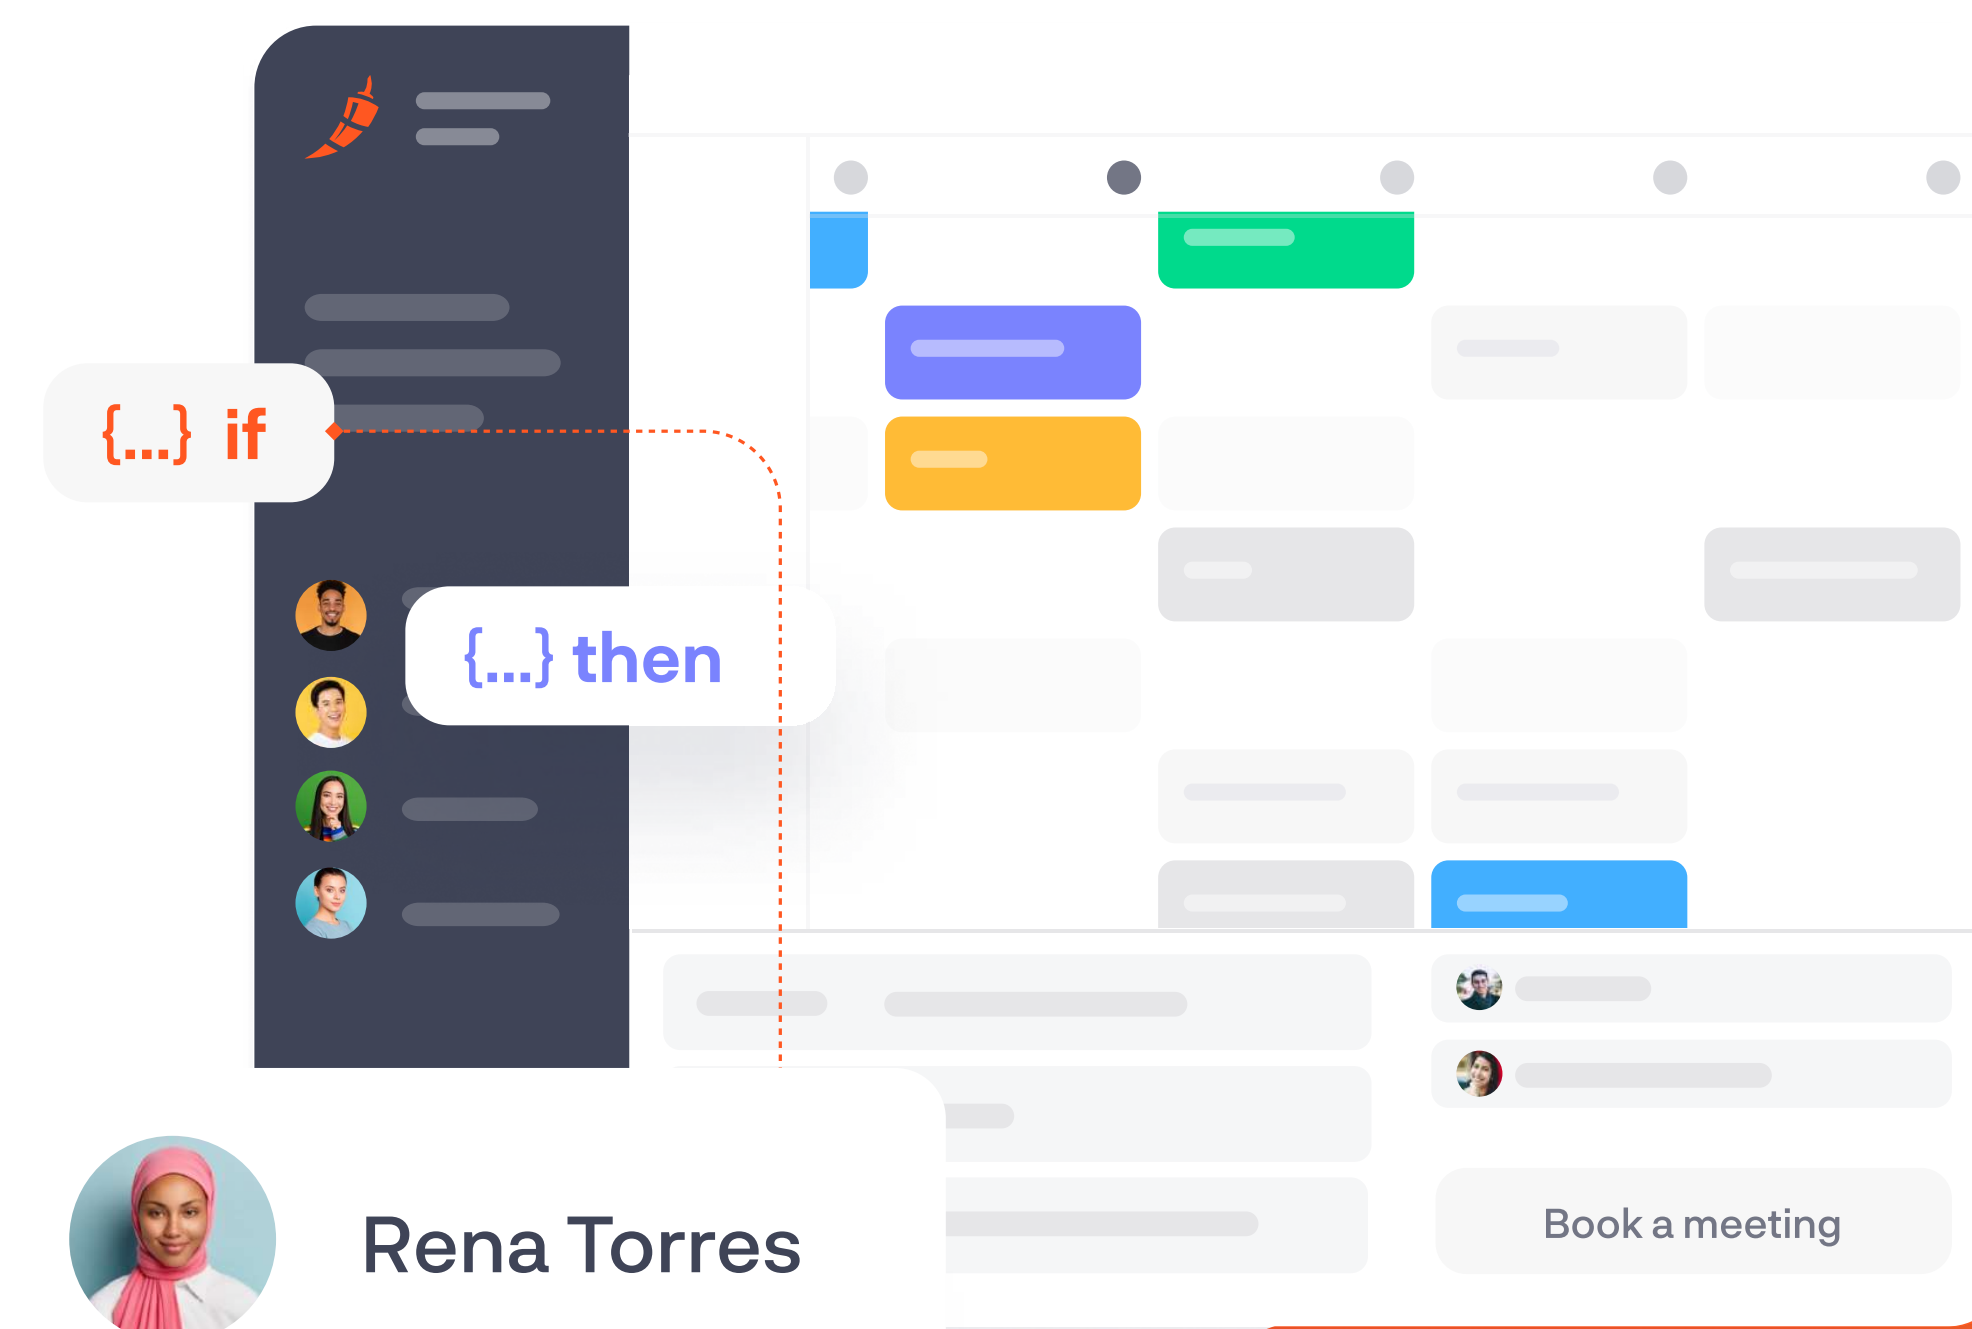 {...} if
{...} then
Rena Torres
Book a meeting